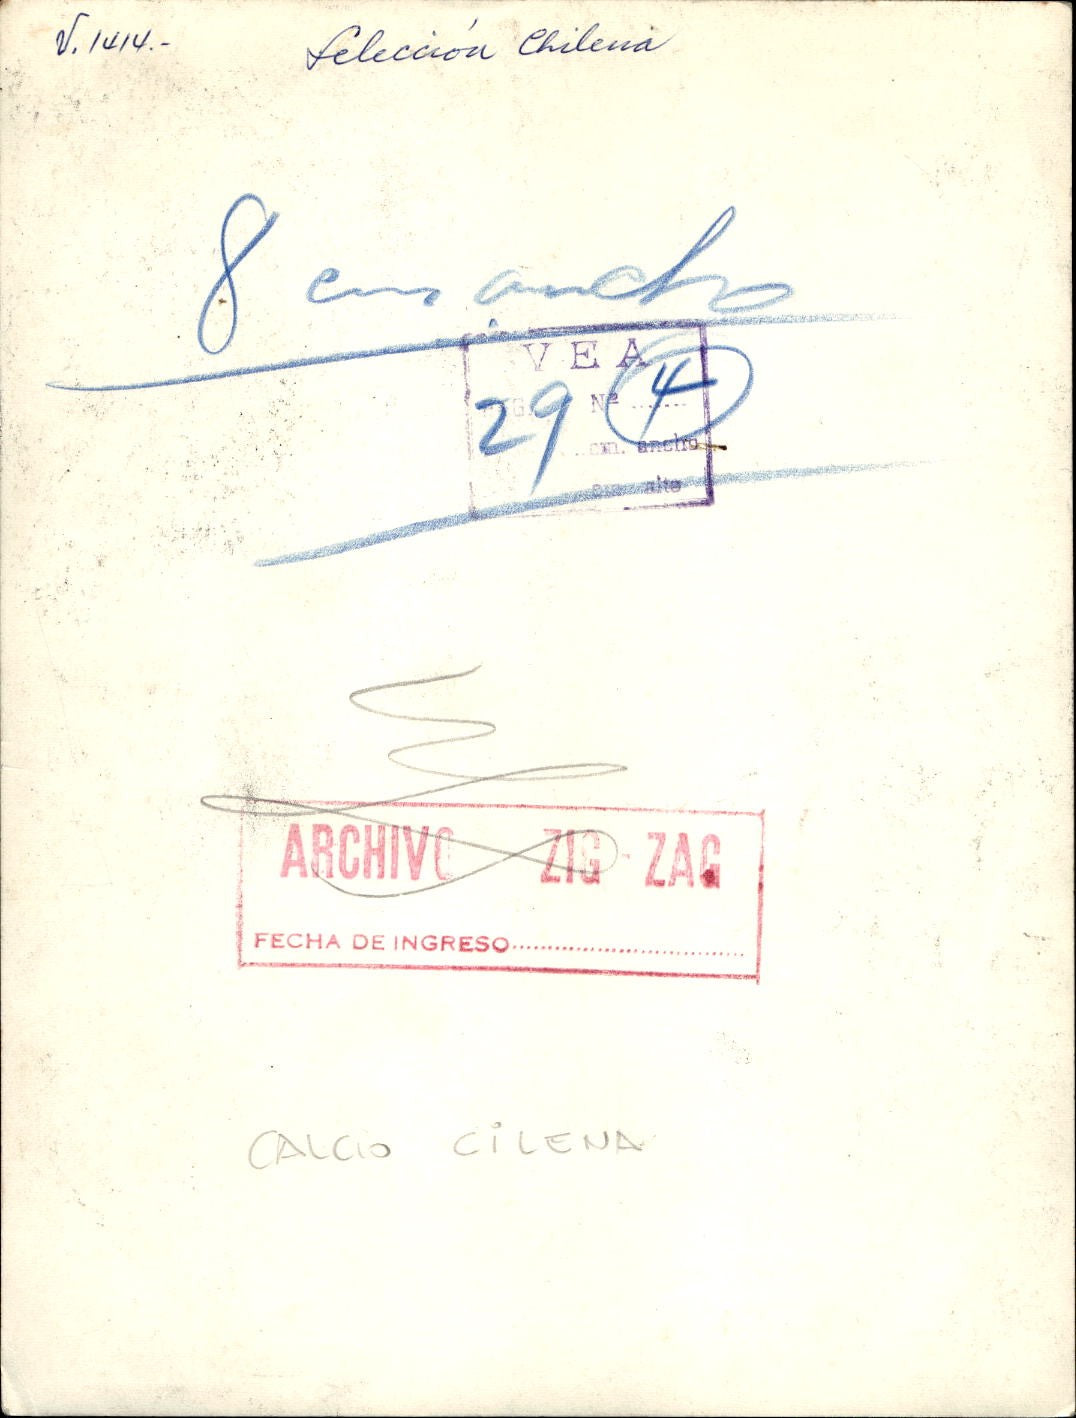 V. 1414.-
Selección Chilena
8 cms ancho
VEA
29 Nº 4
cm. ancho
cm. alto
ARCHIVO ZIG - ZAG
FECHA DE INGRESO
CALCIO CILENA